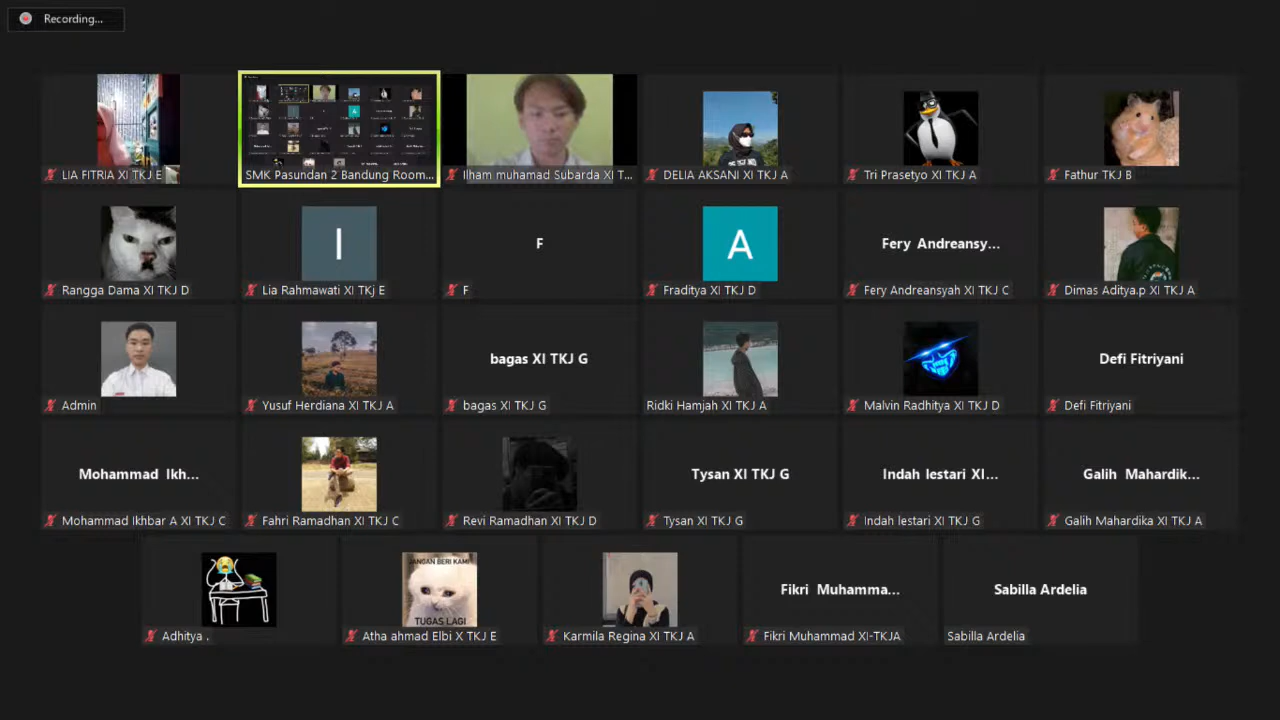 Recording...
LIA FITRIA XI TKJ E
SMK Pasundan 2 Bandung Room...
Ilham muhamad Subarda XI T...
DELIA AKSANI XI TKJ A
Tri Prasetyo XI TKJ A
Fathur TKJ B
I
F
A
Fery Andreansy...
Rangga Dama XI TKJ D
Lia Rahmawati XI TKj E
F
Fraditya XI TKJ D
Fery Andreansyah XI TKJ C
Dimas Aditya.p XI TKJ A
bagas XI TKJ G
Defi Fitriyani
Admin
Yusuf Herdiana XI TKJ A
bagas XI TKJ G
Ridki Hamjah XI TKJ A
Malvin Radhitya XI TKJ D
Defi Fitriyani
Mohammad Ikh...
Tysan XI TKJ G
Indah lestari XI...
Galih Mahardik...
Mohammad Ikhbar A XI TKJ C
Fahri Ramadhan XI TKJ C
Revi Ramadhan XI TKJ D
Tysan XI TKJ G
Indah lestari XI TKJ G
Galih Mahardika XI TKJ A
JANGAN BERI KAMI
TUGAS LAGI
Fikri Muhamma...
Sabilla Ardelia
Adhitya .
Atha ahmad Elbi X TKJ E
Karmila Regina XI TKJ A
Fikri Muhammad XI-TKJA
Sabilla Ardelia